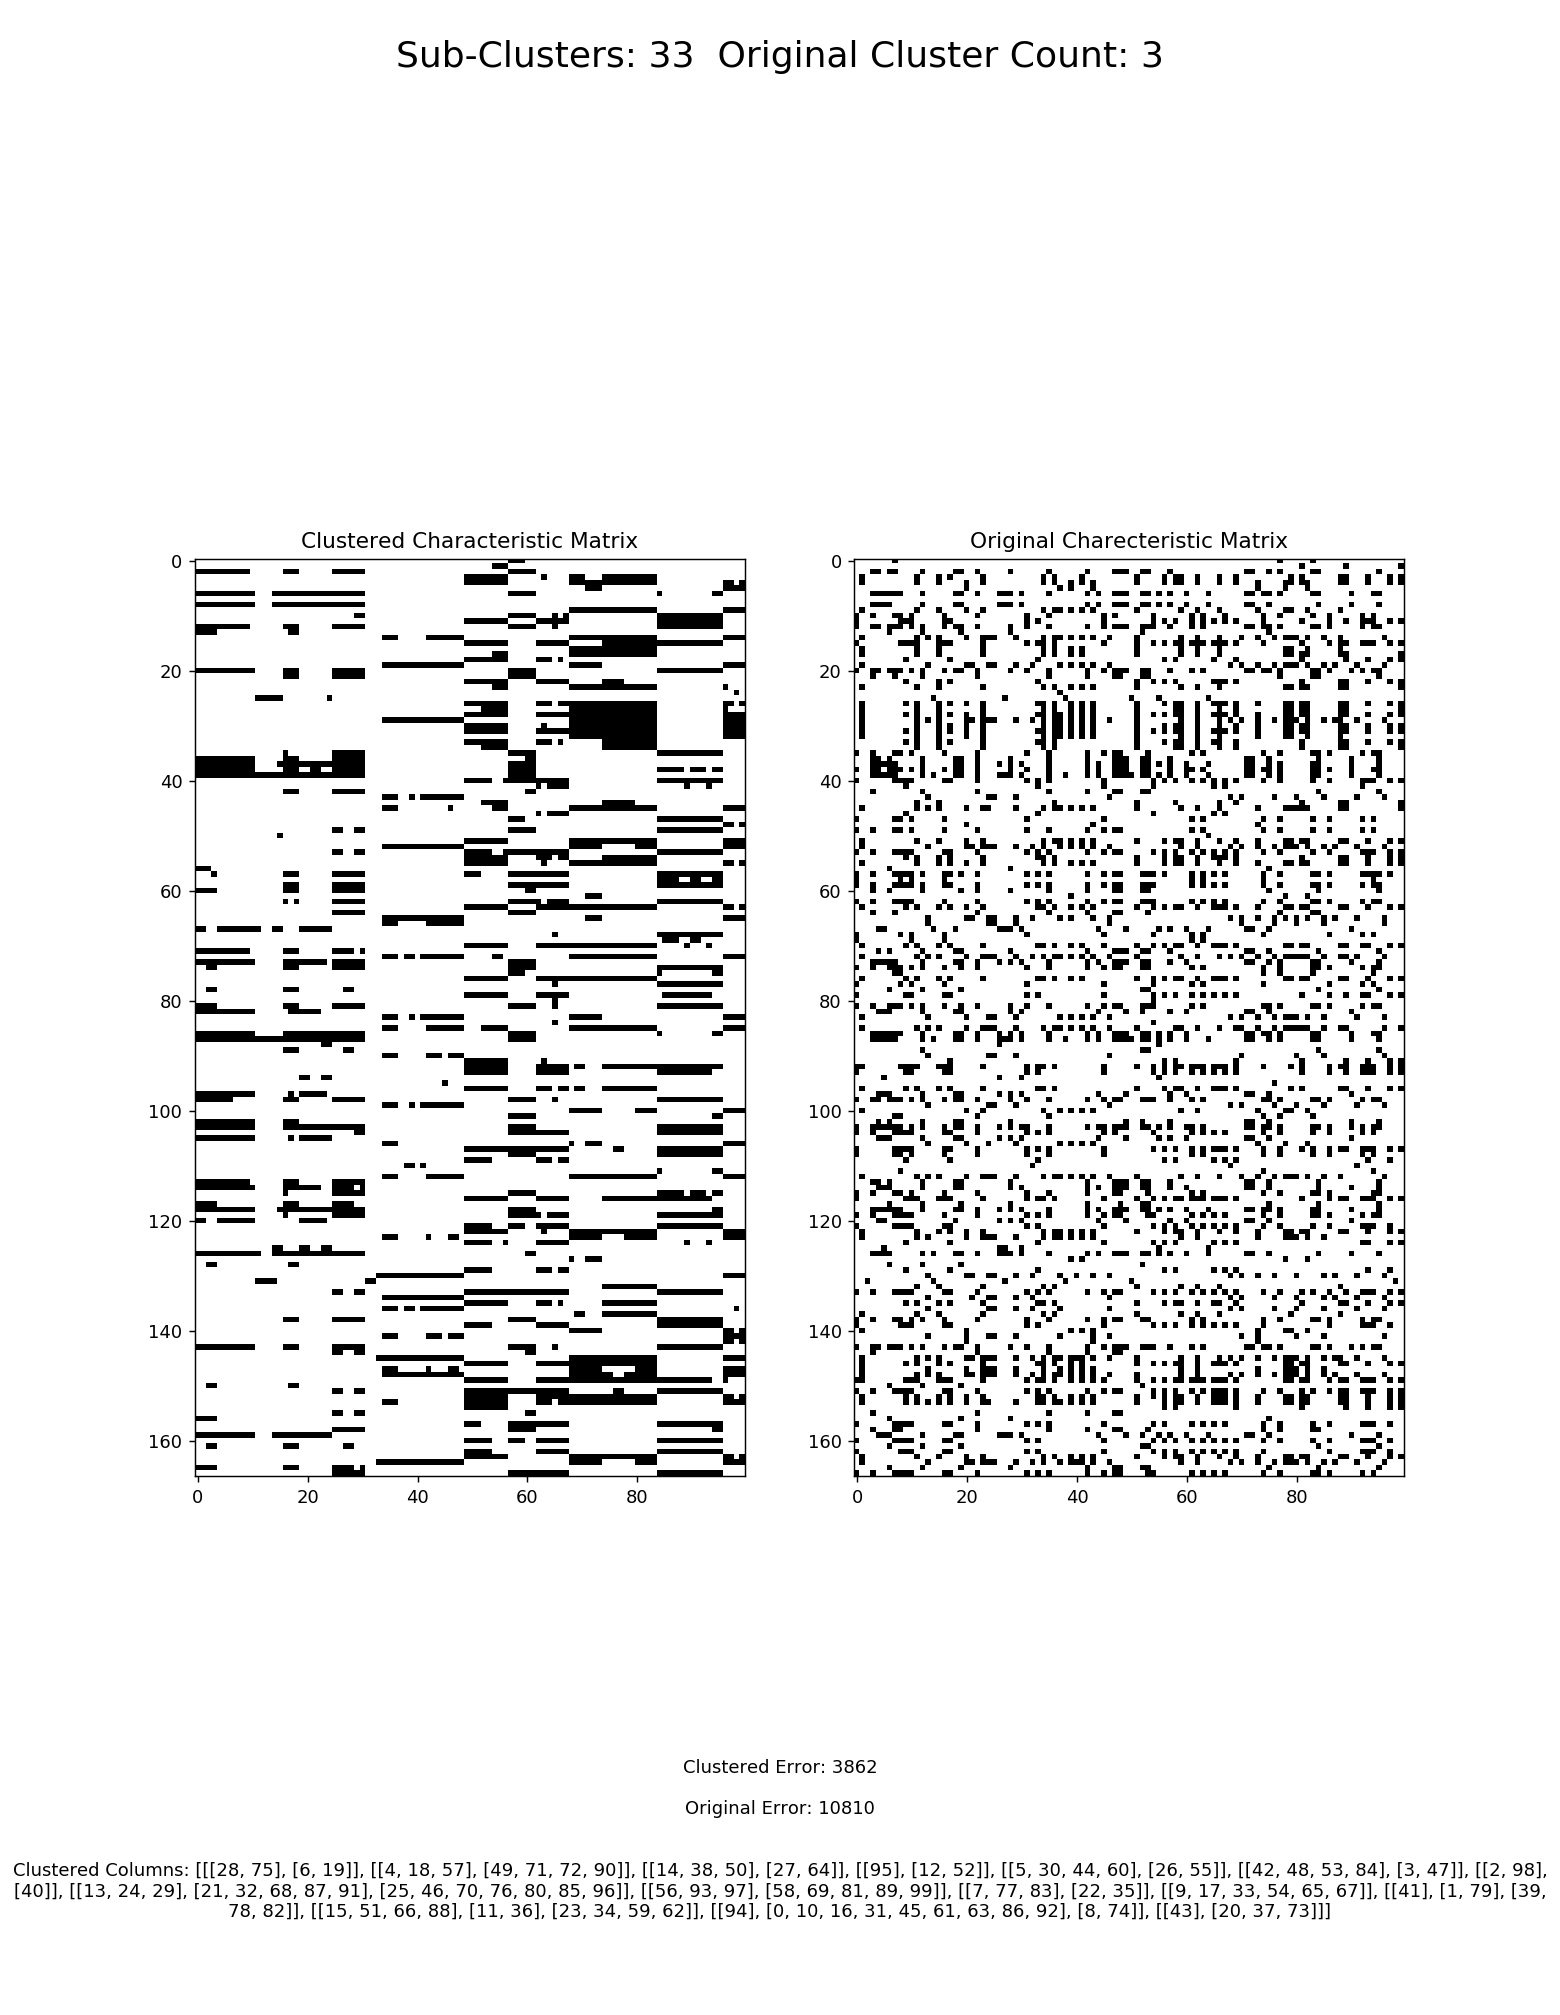 Sub-Clusters: 33  Original Cluster Count: 3
Clustered Characteristic Matrix
Original Charecteristic Matrix
0
20
40
60
80
100
120
140
160
0 20 40 60 80
0
20
40
60
80
100
120
140
160
0 20 40 60 80
Clustered Error: 3862
Original Error: 10810
Clustered Columns: [[[28, 75], [6, 19]], [[4, 18, 57], [49, 71, 72, 90]], [[14, 38, 50], [27, 64]], [[95], [12, 52]], [[5, 30, 44, 60], [26, 55]], [[42, 48, 53, 84], [3, 47]], [[2, 98],
[40]], [[13, 24, 29], [21, 32, 68, 87, 91], [25, 46, 70, 76, 80, 85, 96]], [[56, 93, 97], [58, 69, 81, 89, 99]], [[7, 77, 83], [22, 35]], [[9, 17, 33, 54, 65, 67]], [[41], [1, 79], [39,
78, 82]], [[15, 51, 66, 88], [11, 36], [23, 34, 59, 62]], [[94], [0, 10, 16, 31, 45, 61, 63, 86, 92], [8, 74]], [[43], [20, 37, 73]]]